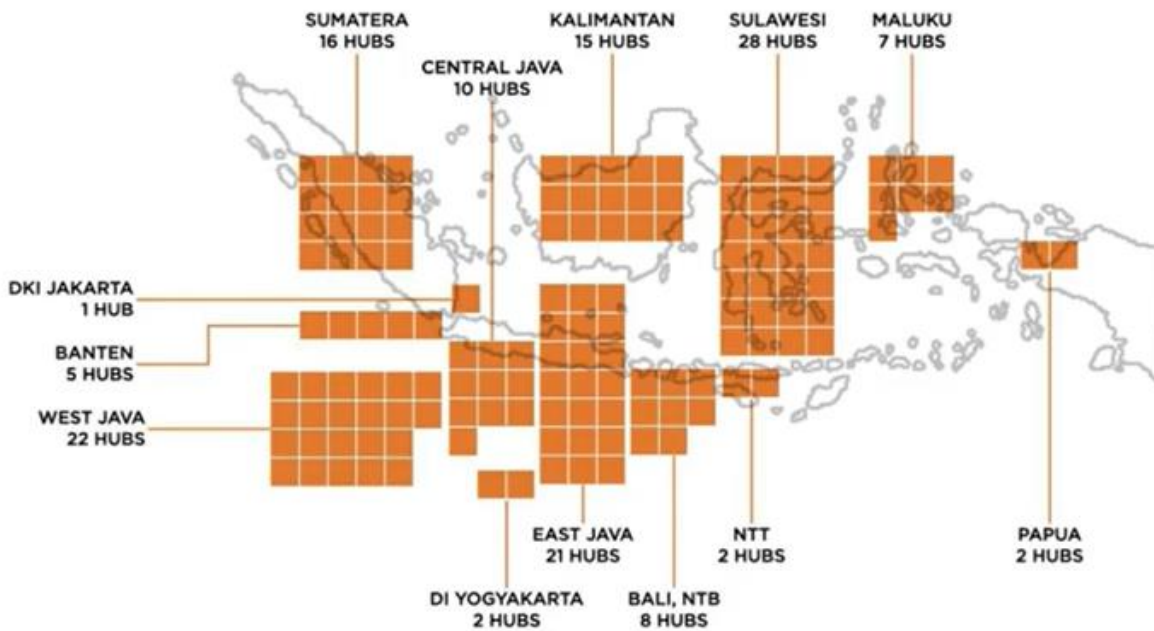 SUMATERA
16 HUBS
KALIMANTAN
15 HUBS
SULAWESI
28 HUBS
MALUKU
7 HUBS
CENTRAL JAVA
10 HUBS
DKI JAKARTA
1 HUB
BANTEN
5 HUBS
WEST JAVA
22 HUBS
EAST JAVA
21 HUBS
NTT
2 HUBS
PAPUA
2 HUBS
DI YOGYAKARTA
2 HUBS
BALI, NTB
8 HUBS